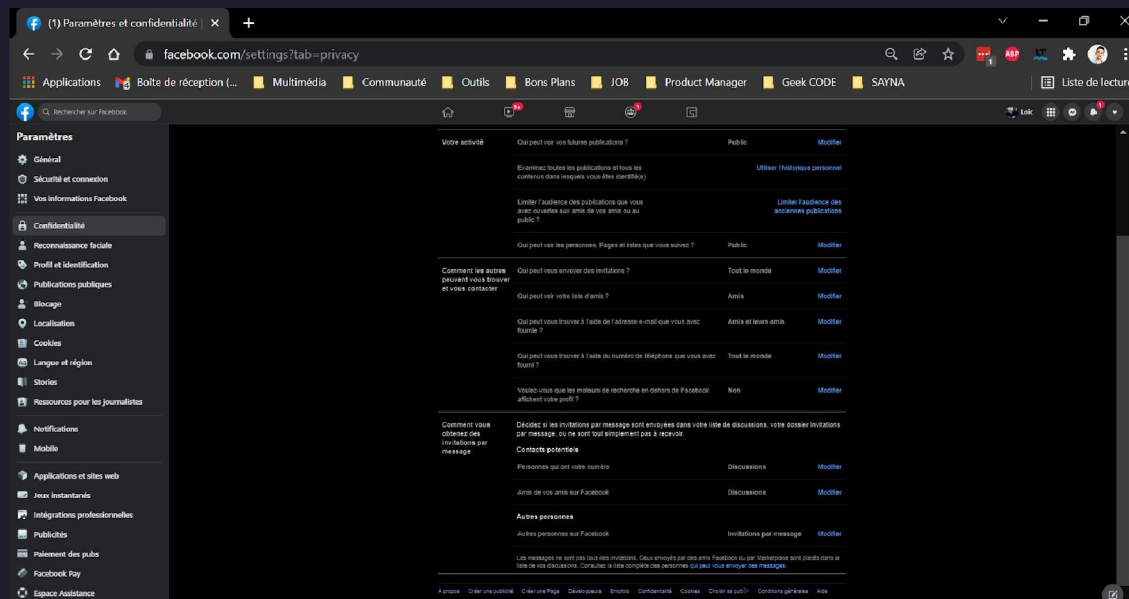 (1) Paramètres et confidentialité |
facebook.com/settings?tab=privacy
ABP
1
Applications
Boîte de réception (...
Multimédia
Communauté
Outils
Bons Plans
JOB
Product Manager
Geek CODE
SAYNA
Liste de lecture
Rechercher sur Facebook
9+
1
Loïc
1
Paramètres
Général
Sécurité et connexion
Vos informations Facebook
Confidentialité
Reconnaissance faciale
Profil et identification
Publications publiques
Blocage
Localisation
Cookies
Langue et région
Stories
Ressources pour les journalistes
Notifications
Mobile
Applications et sites web
Jeux instantanés
Intégrations professionnelles
Publicités
Paiement des pubs
Facebook Pay
Espace Assistance
Votre activité
Qui peut voir vos futures publications ?
Public
Modifier
Examinez toutes les publications et tous les
contenus dans lesquels vous êtes identifié(e)
Utiliser l'historique personnel
Limiter l'audience des publications que vous
avez ouvertes aux amis de vos amis ou au
public ?
Limiter l'audience des
anciennes publications
Qui peut voir les personnes, Pages et listes que vous suivez ?
Public
Modifier
Comment les autres
peuvent vous trouver
et vous contacter
Qui peut vous envoyer des invitations ?
Tout le monde
Modifier
Qui peut voir votre liste d'amis ?
Amis
Modifier
Qui peut vous trouver à l'aide de l'adresse e-mail que vous avez
fournie ?
Amis et leurs amis
Modifier
Qui peut vous trouver à l'aide du numéro de téléphone que vous avez
fourni ?
Tout le monde
Modifier
Voulez-vous que les moteurs de recherche en dehors de Facebook
affichent votre profil ?
Non
Modifier
Comment vous
obtenez des
invitations par
message
Décidez si les invitations par message sont envoyées dans votre liste de discussions, votre dossier Invitations
par message, ou ne sont tout simplement pas à recevoir.
Contacts potentiels
Personnes qui ont votre numéro
Discussions
Modifier
Amis de vos amis sur Facebook
Discussions
Modifier
Autres personnes
Autres personnes sur Facebook
Invitations par message
Modifier
Les messages ne sont pas tous des invitations. Ceux envoyés par des amis Facebook ou par Marketplace sont placés dans la
liste de vos discussions. Consultez la liste complète des personnes qui peut vous envoyer des messages.
À propos Créer une publicité Créer une Page Développeurs Emplois Confidentialité Cookies Choisir sa pub Conditions générales Aide